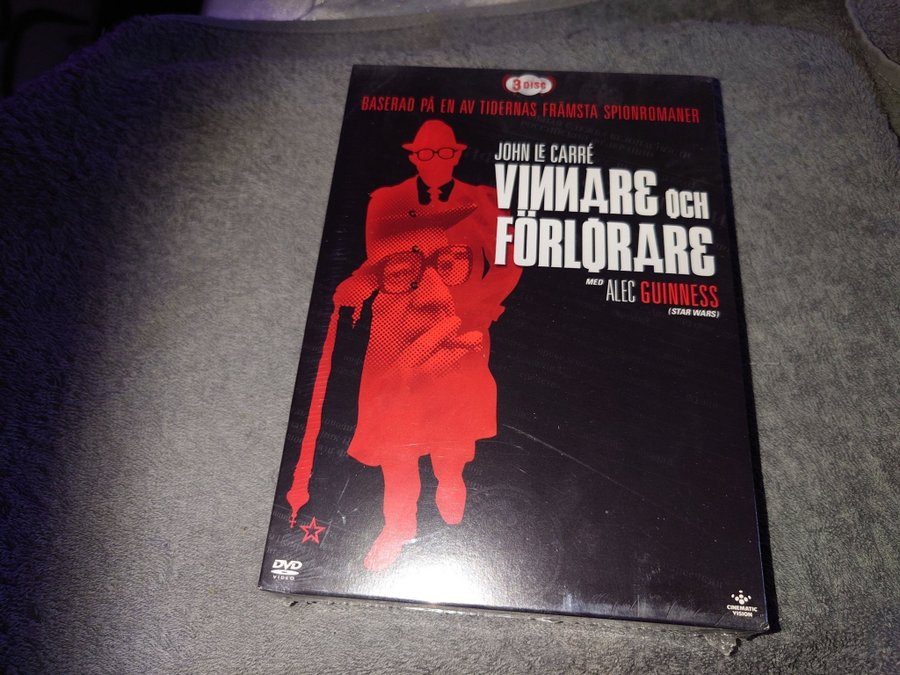 3 DISC
BASERAD PÅ EN AV TIDERNAS FRÄMSTA SPIONROMANER
JOHN LE CARRÉ
VINNARE OCH
FÖRLORARE
MED ALEC GUINNESS
(STAR WARS)
DVD
VIDEO
CINEMATIC
VISION